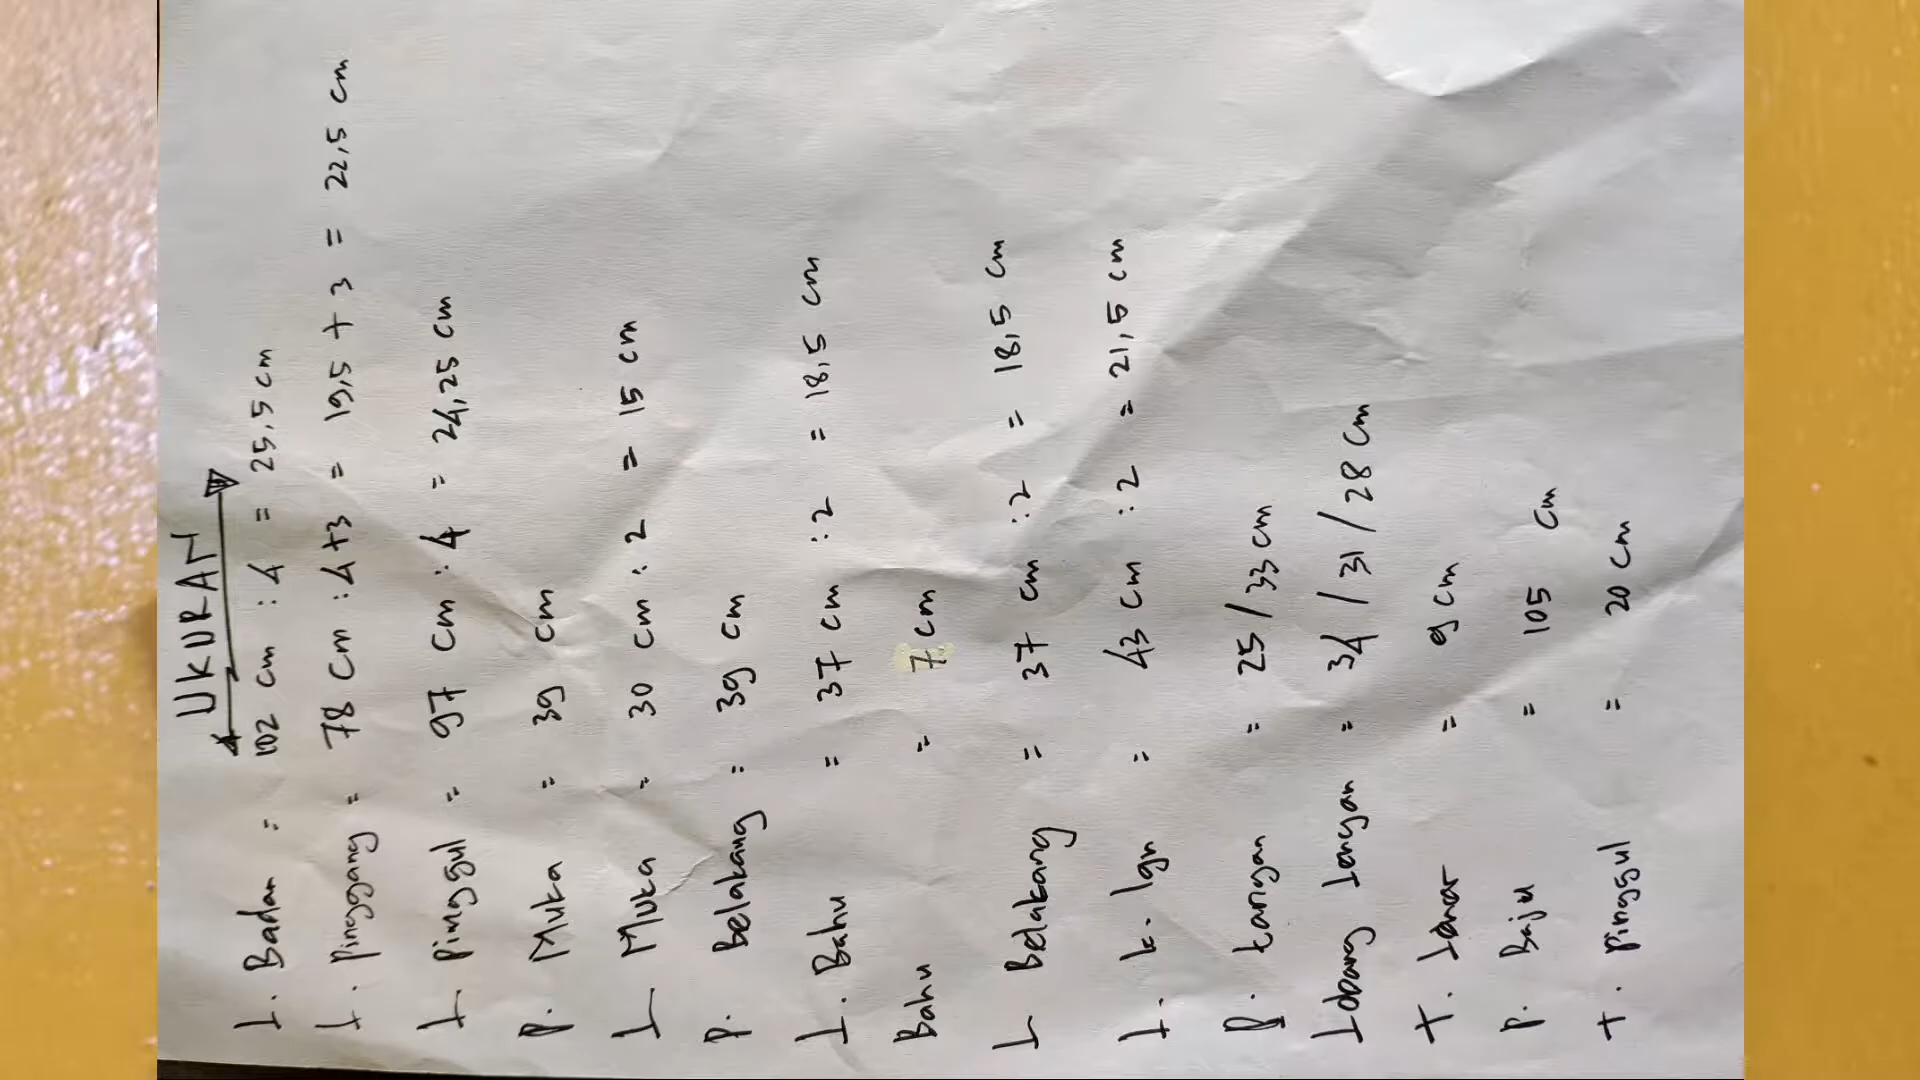 UKURAN
L. Badan = 102 cm : 4 = 25,5 cm
L. Pinggang = 78 cm : 4 + 3 = 19,5 + 3 = 22,5 cm
L Pinggul = 97 cm : 4 = 24,25 cm
P. Muka = 39 cm
L Muka = 30 cm : 2 = 15 cm
P. Belakang = 39 cm
L. Bahu = 37 cm : 2 = 18,5 cm
Bahu = 7 cm
L Belakang = 37 cm : 2 = 18,5 cm
L. k. lgn = 43 cm : 2 = 21,5 cm
P. tangan = 25 / 33 cm
Lobang Langan = 34 / 31 / 28 cm
T. Dada = 9 cm
P. Baju = 105 cm
T. Pinggul = 20 cm